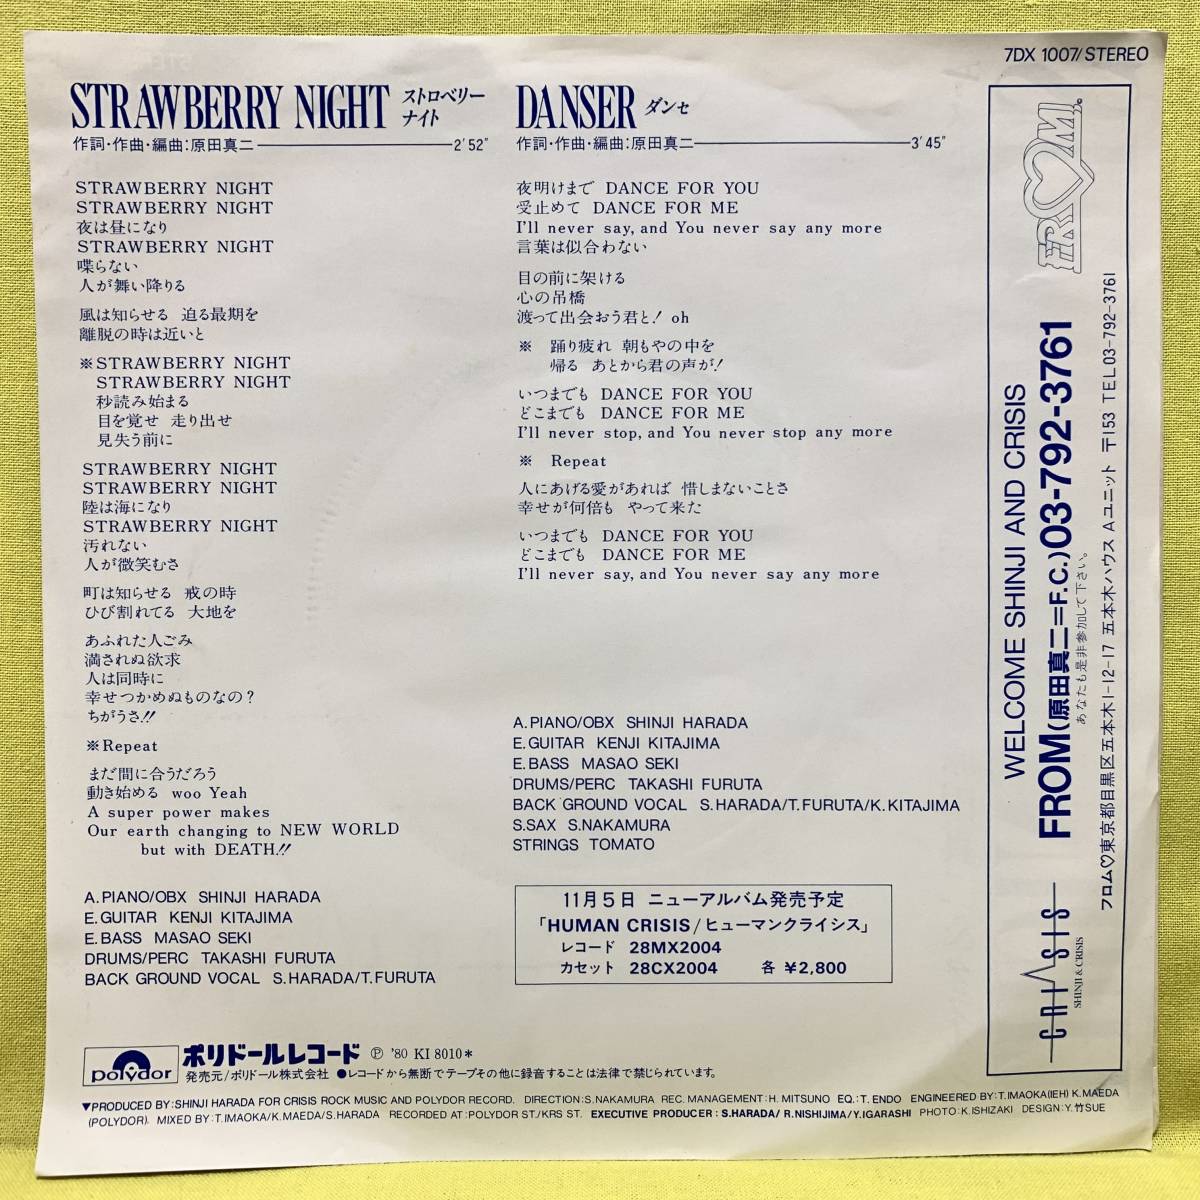 7DX 1007/STEREO
STRAWBERRY NIGHT ストロベリーナイト
作詞・作曲・編曲:原田真二 2'52"
STRAWBERRY NIGHT
STRAWBERRY NIGHT
夜は昼になり
STRAWBERRY NIGHT
喋らない
人が舞い降りる
風は知らせる 迫る最期を
離脱の時は近いと
※STRAWBERRY NIGHT
STRAWBERRY NIGHT
秒読み始まる
目を覚せ 走り出せ
見失う前に
STRAWBERRY NIGHT
STRAWBERRY NIGHT
陸は海になり
STRAWBERRY NIGHT
汚れない
人が微笑むさ
町は知らせる 戒の時
ひび割れてる 大地を
あふれた人ごみ
満されぬ欲求
人は同時に
幸せつかめぬものなの?
ちがうさ!!
※Repeat
まだ間に合うだろう
動き始める woo Yeah
A super power makes
Our earth changing to NEW WORLD
but with DEATH!!
A.PIANO/OBX SHINJI HARADA
E.GUITAR KENJI KITAJIMA
E.BASS MASAO SEKI
DRUMS/PERC TAKASHI FURUTA
BACK GROUND VOCAL S.HARADA/T.FURUTA
DANSER ダンセ
作詞・作曲・編曲:原田真二 3'45"
夜明けまで DANCE FOR YOU
受止めて DANCE FOR ME
I'll never say, and You never say any more
言葉は似合わない
目の前に架ける
心の吊橋
渡って出会おう君と! oh
※ 踊り疲れ 朝もやの中を
帰る あとから君の声が!
いつまでも DANCE FOR YOU
どこまでも DANCE FOR ME
I'll never stop, and You never stop any more
※ Repeat
人にあげる愛があれば 惜しまないことさ
幸せが何倍も やって来た
いつまでも DANCE FOR YOU
どこまでも DANCE FOR ME
I'll never say, and You never say any more
A.PIANO/OBX SHINJI HARADA
E.GUITAR KENJI KITAJIMA
E.BASS MASAO SEKI
DRUMS/PERC TAKASHI FURUTA
BACK GROUND VOCAL S.HARADA/T.FURUTA/K.KITAJIMA
S.SAX S.NAKAMURA
STRINGS TOMATO
11月5日 ニューアルバム発売予定
「HUMAN CRISIS/ヒューマンクライシス」
レコード 28MX2004
カセット 28CX2004 各 ¥2,800
FROM
WELCOME SHINJI AND CRISIS
FROM(原田真二=F.C.)03-792-3761
あなたも是非参加して下さい。
フロム♡東京都目黒区五本木1-12-17 五本木ハウス Aユニット 〒153 TEL 03-792-3761
CRISIS
SHINJI & CRISIS
polydor
ポリドールレコード Ⓟ '80 KI 8010*
発売元/ポリドール株式会社 ●レコードから無断でテープその他に録音することは法律で禁じられています。
▼PRODUCED BY:SHINJI HARADA FOR CRISIS ROCK MUSIC AND POLYDOR RECORD. DIRECTION:S.NAKAMURA REC. MANAGEMENT:H. MITSUNO EQ.:T. ENDO ENGINEERED BY:T.IMAOKA(IEH) K.MAEDA
(POLYDOR). MIXED BY:T.IMAOKA/K.MAEDA/S.HARADA RECORDED AT:POLYDOR ST./KRS ST. EXECUTIVE PRODUCER:S.HARADA/R.NISHIJIMA/Y.IGARASHI PHOTO:K.ISHIZAKI DESIGN:Y.竹SUE